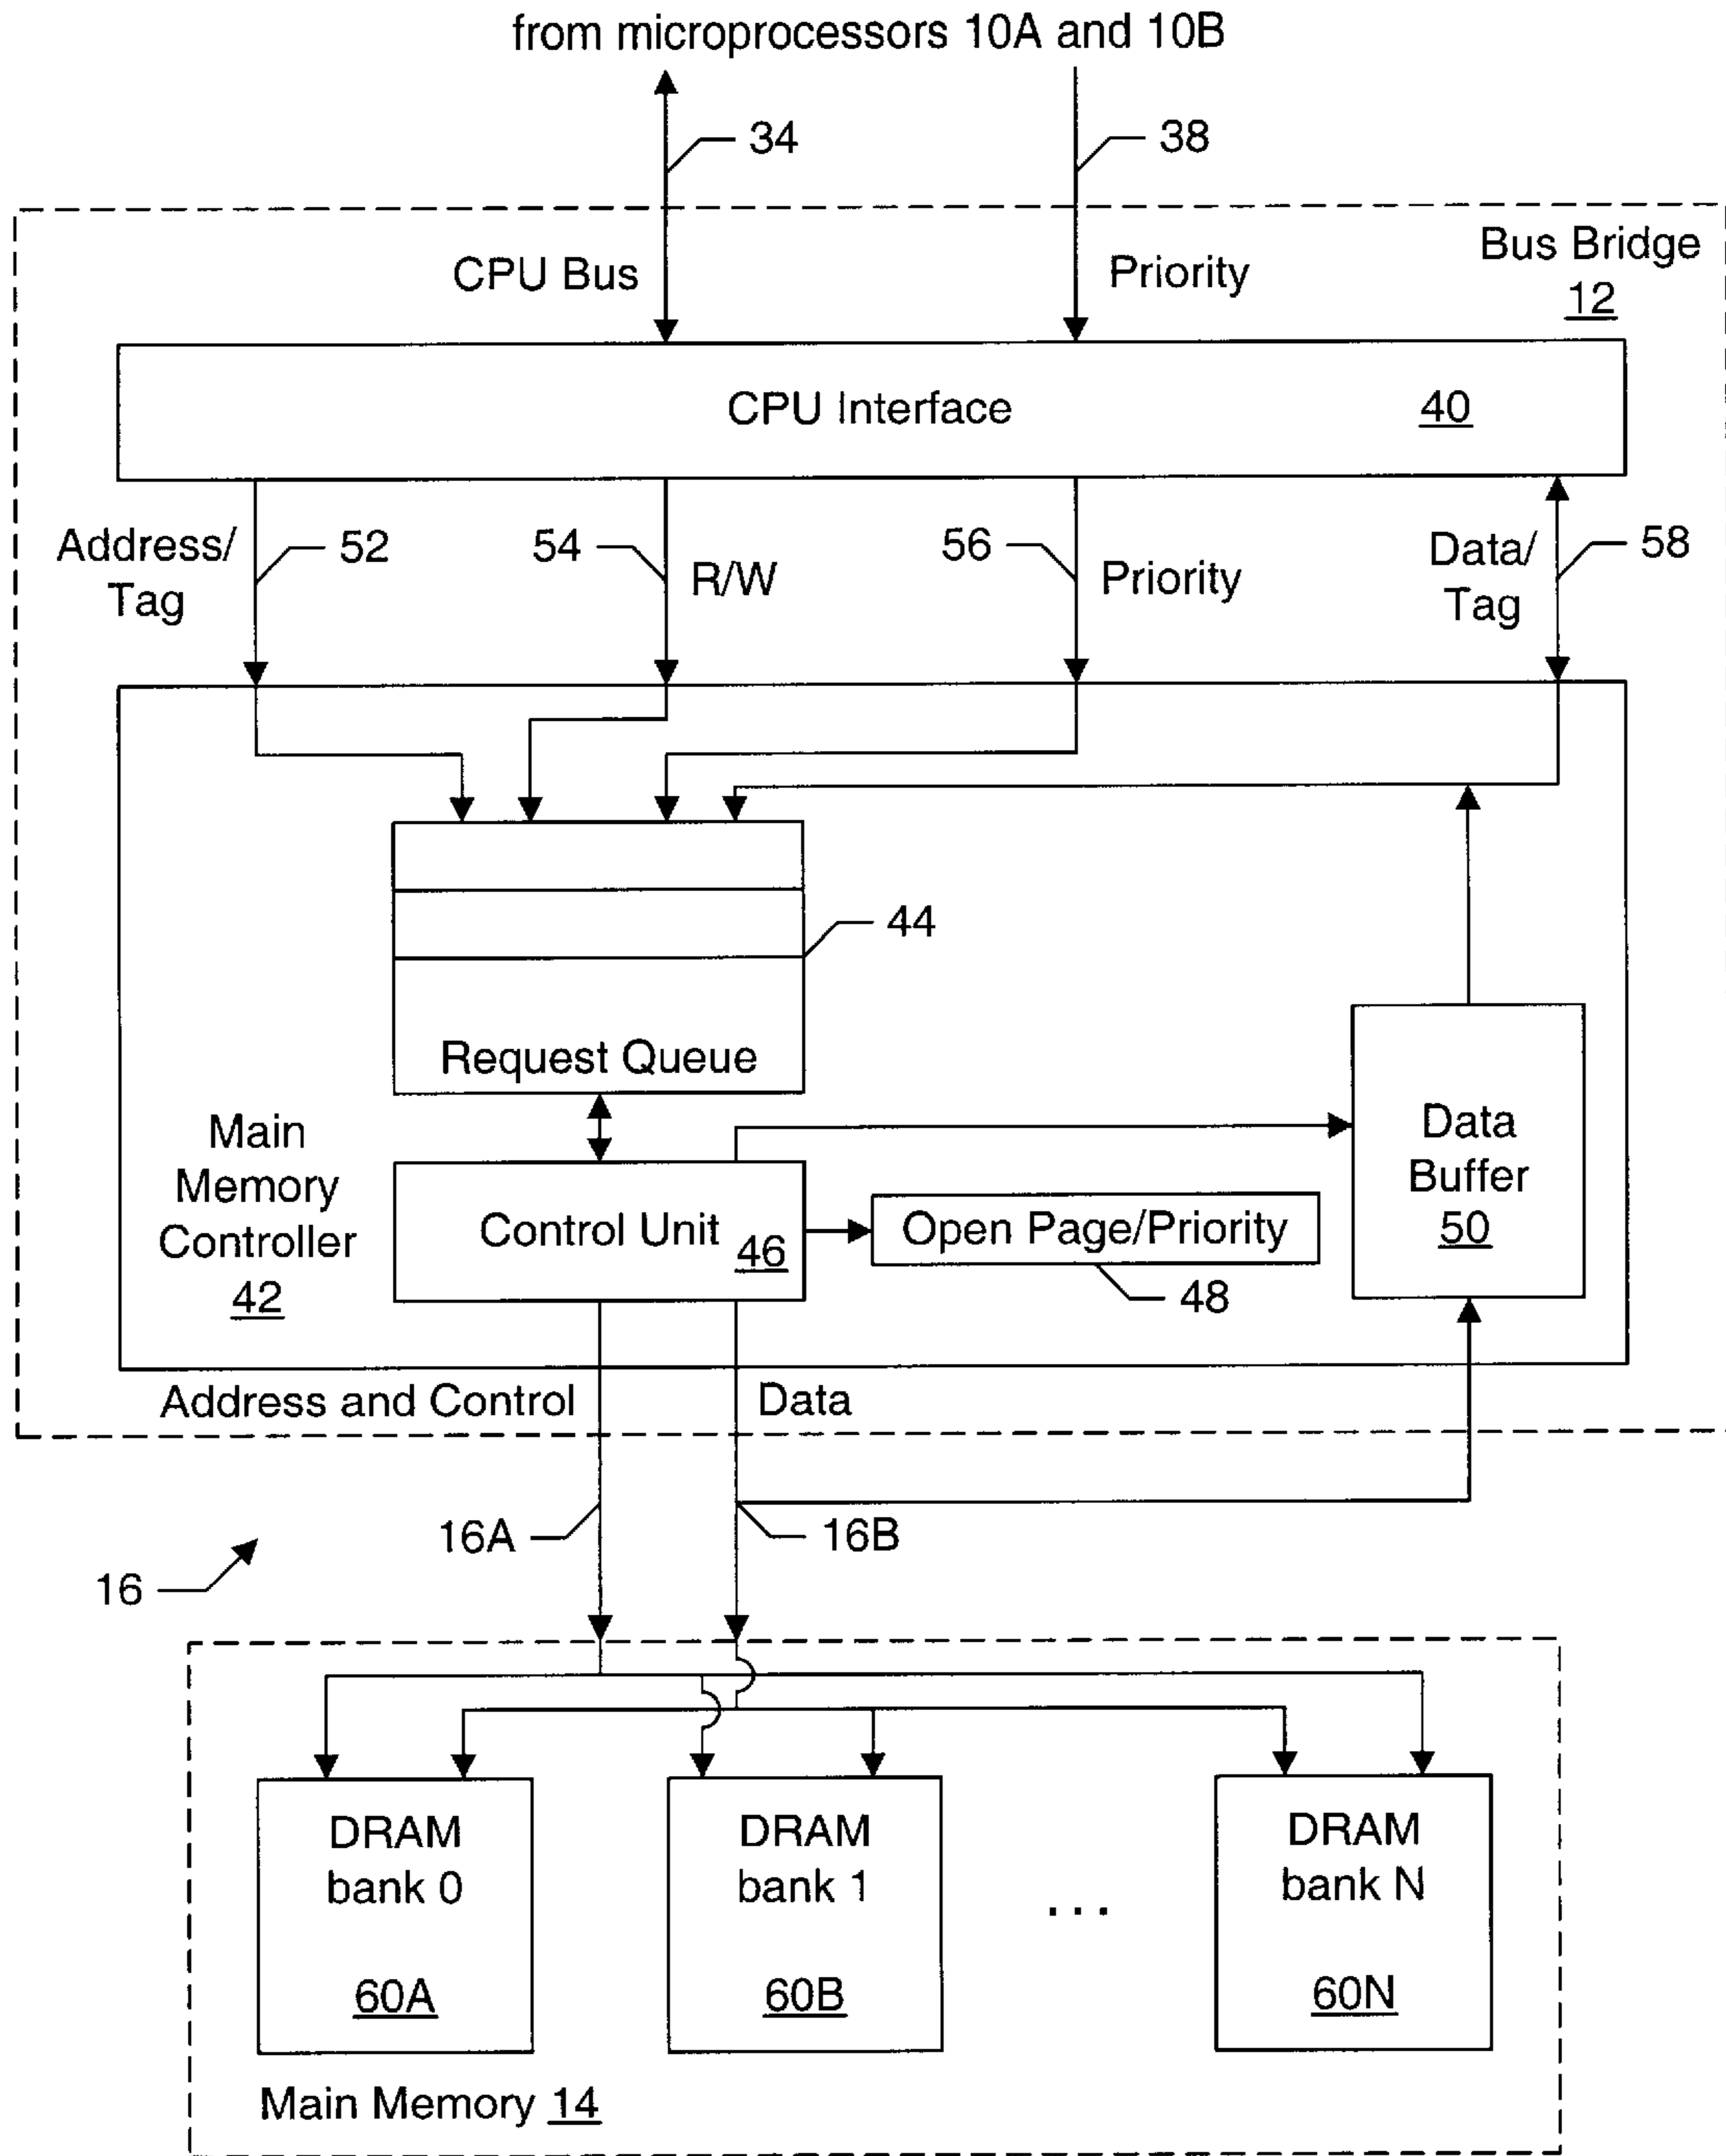 from microprocessors 10A and 10B
34
38
CPU Bus
Priority
Bus Bridge
12
CPU Interface
40
Address/
Tag
52
54
R/W
56
Priority
Data/
Tag
58
44
Request Queue
Main
Memory
Controller
42
Control Unit
46
Open Page/Priority
48
Data
Buffer
50
Address and Control
Data
16A
16B
16
DRAM
bank 0
60A
DRAM
bank 1
60B
...
DRAM
bank N
60N
Main Memory 14